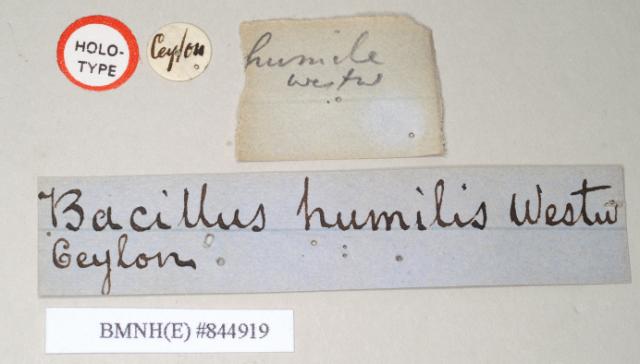 HOLO-
TYPE
Ceylon
humile
Westw
Bacillus humilis Westw
Ceylon
BMNH(E) #844919